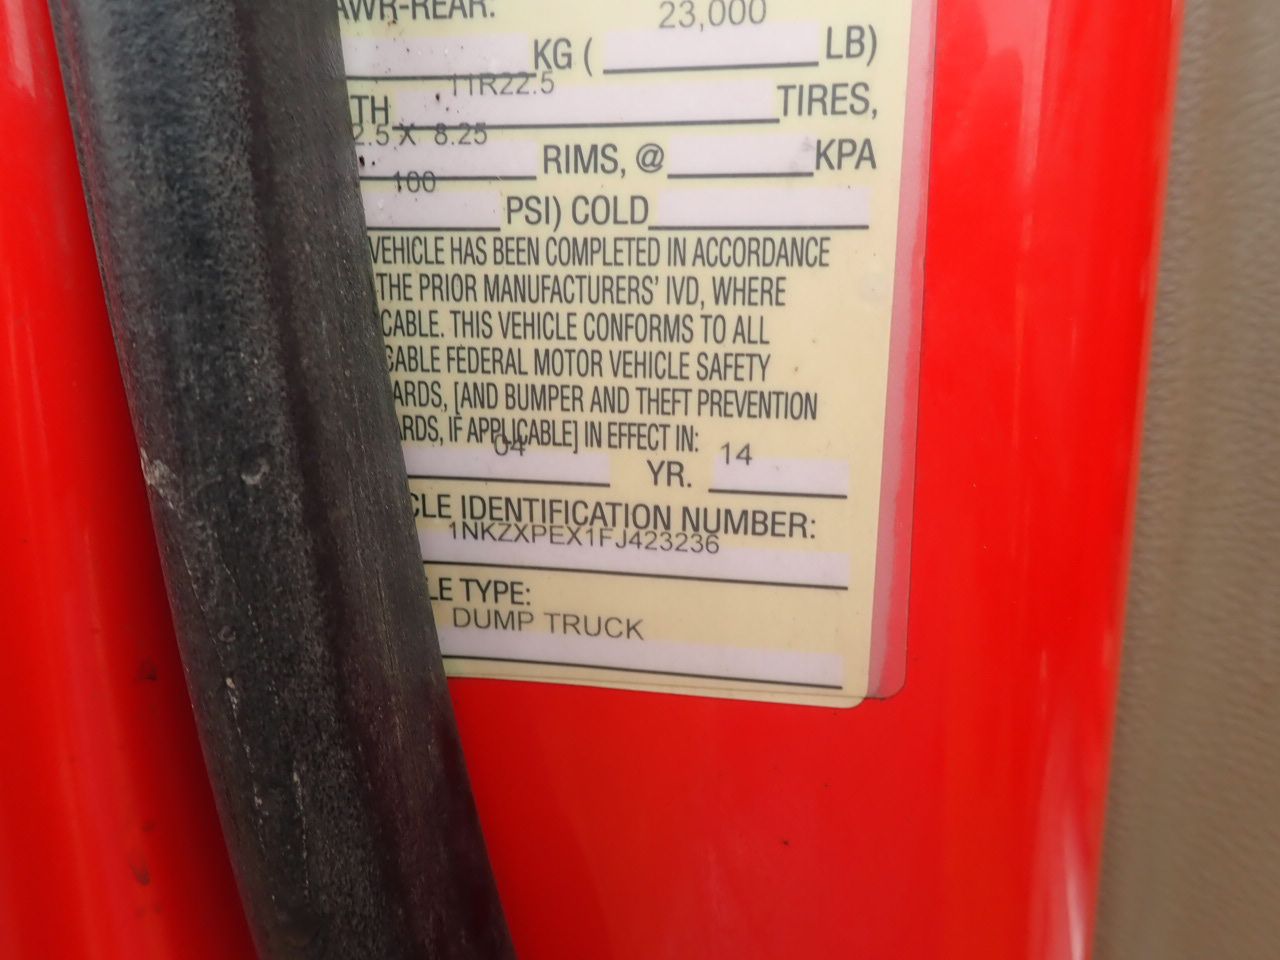 AWR-REAR: 23,000
KG ( LB)
TH 11R22.5 TIRES,
2.5 X 8.25 RIMS, @ KPA
100 PSI) COLD
VEHICLE HAS BEEN COMPLETED IN ACCORDANCE
THE PRIOR MANUFACTURERS' IVD, WHERE
CABLE. THIS VEHICLE CONFORMS TO ALL
CABLE FEDERAL MOTOR VEHICLE SAFETY
ARDS, [AND BUMPER AND THEFT PREVENTION
ARDS, IF APPLICABLE] IN EFFECT IN:
04 YR. 14
CLE IDENTIFICATION NUMBER:
1NKZXPEX1FJ423236
LE TYPE:
DUMP TRUCK